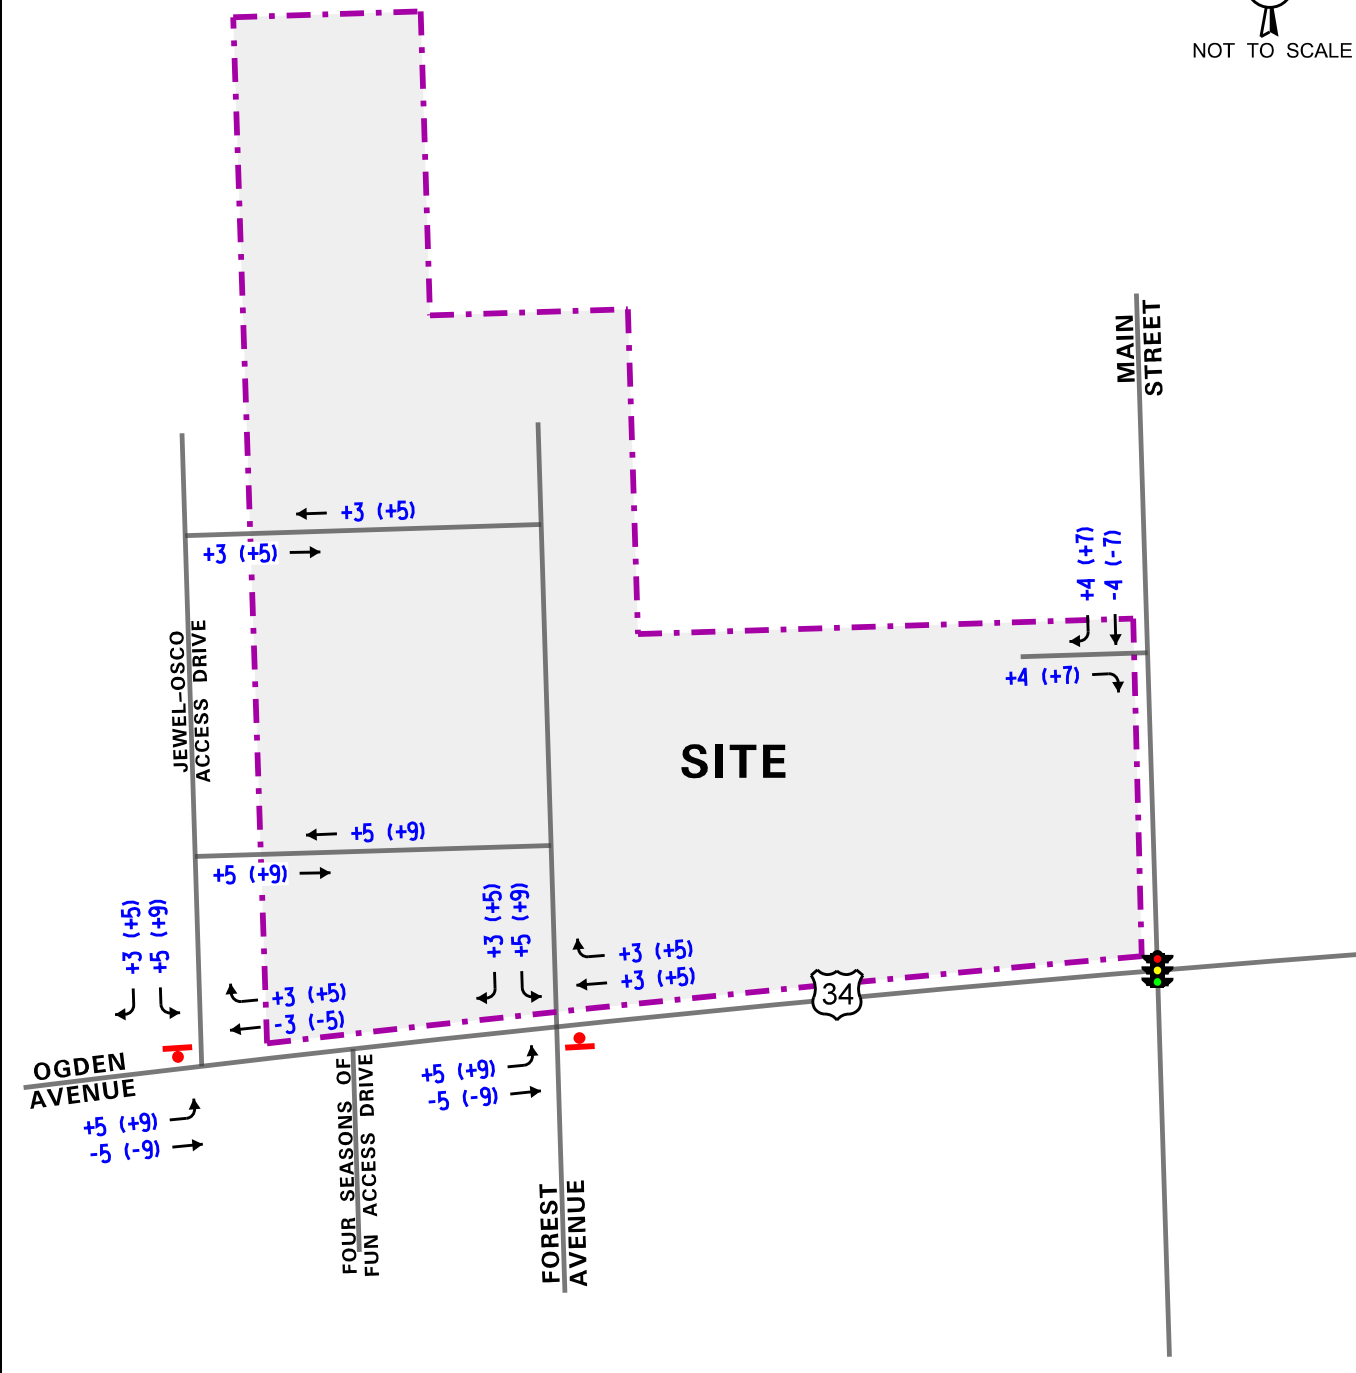 NOT TO SCALE
MAIN
STREET
+3 (+5)
+3 (+5)
+4 (+7)
-4 (-7)
JEWEL-OSCO
ACCESS DRIVE
+4 (+7)
SITE
+5 (+9)
+5 (+9)
+3 (+5)
+5 (+9)
+3 (+5)
+5 (+9)
+3 (+5)
+3 (+5)
+3 (+5)
-3 (-5)
34
OGDEN
AVENUE
+5 (+9)
-5 (-9)
+5 (+9)
-5 (-9)
FOUR SEASONS OF
FUN ACCESS DRIVE
FOREST
AVENUE